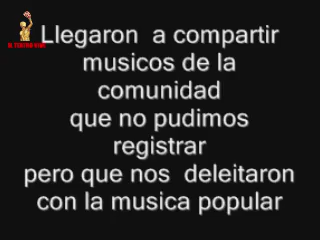 Llegaron a compartir
musicos de la
comunidad
que no pudimos
registrar
pero que nos deleitaron
con la musica popular